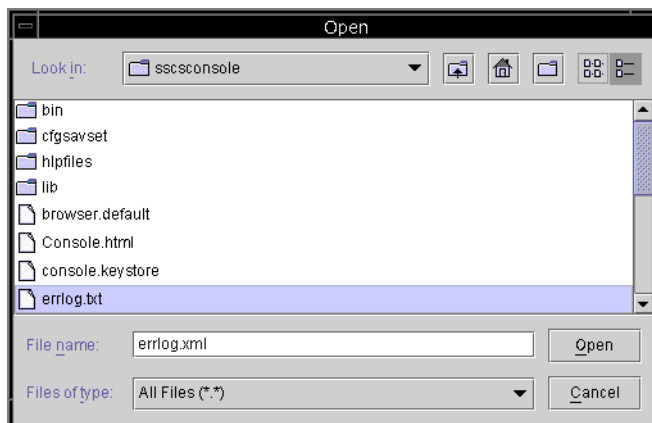 Open
Look in: sscsconsole
bin
cfgsavset
hlpfiles
lib
browser.default
Console.html
console.keystore
errlog.txt
File name: errlog.xml Open
Files of type: All Files (*.*) Cancel